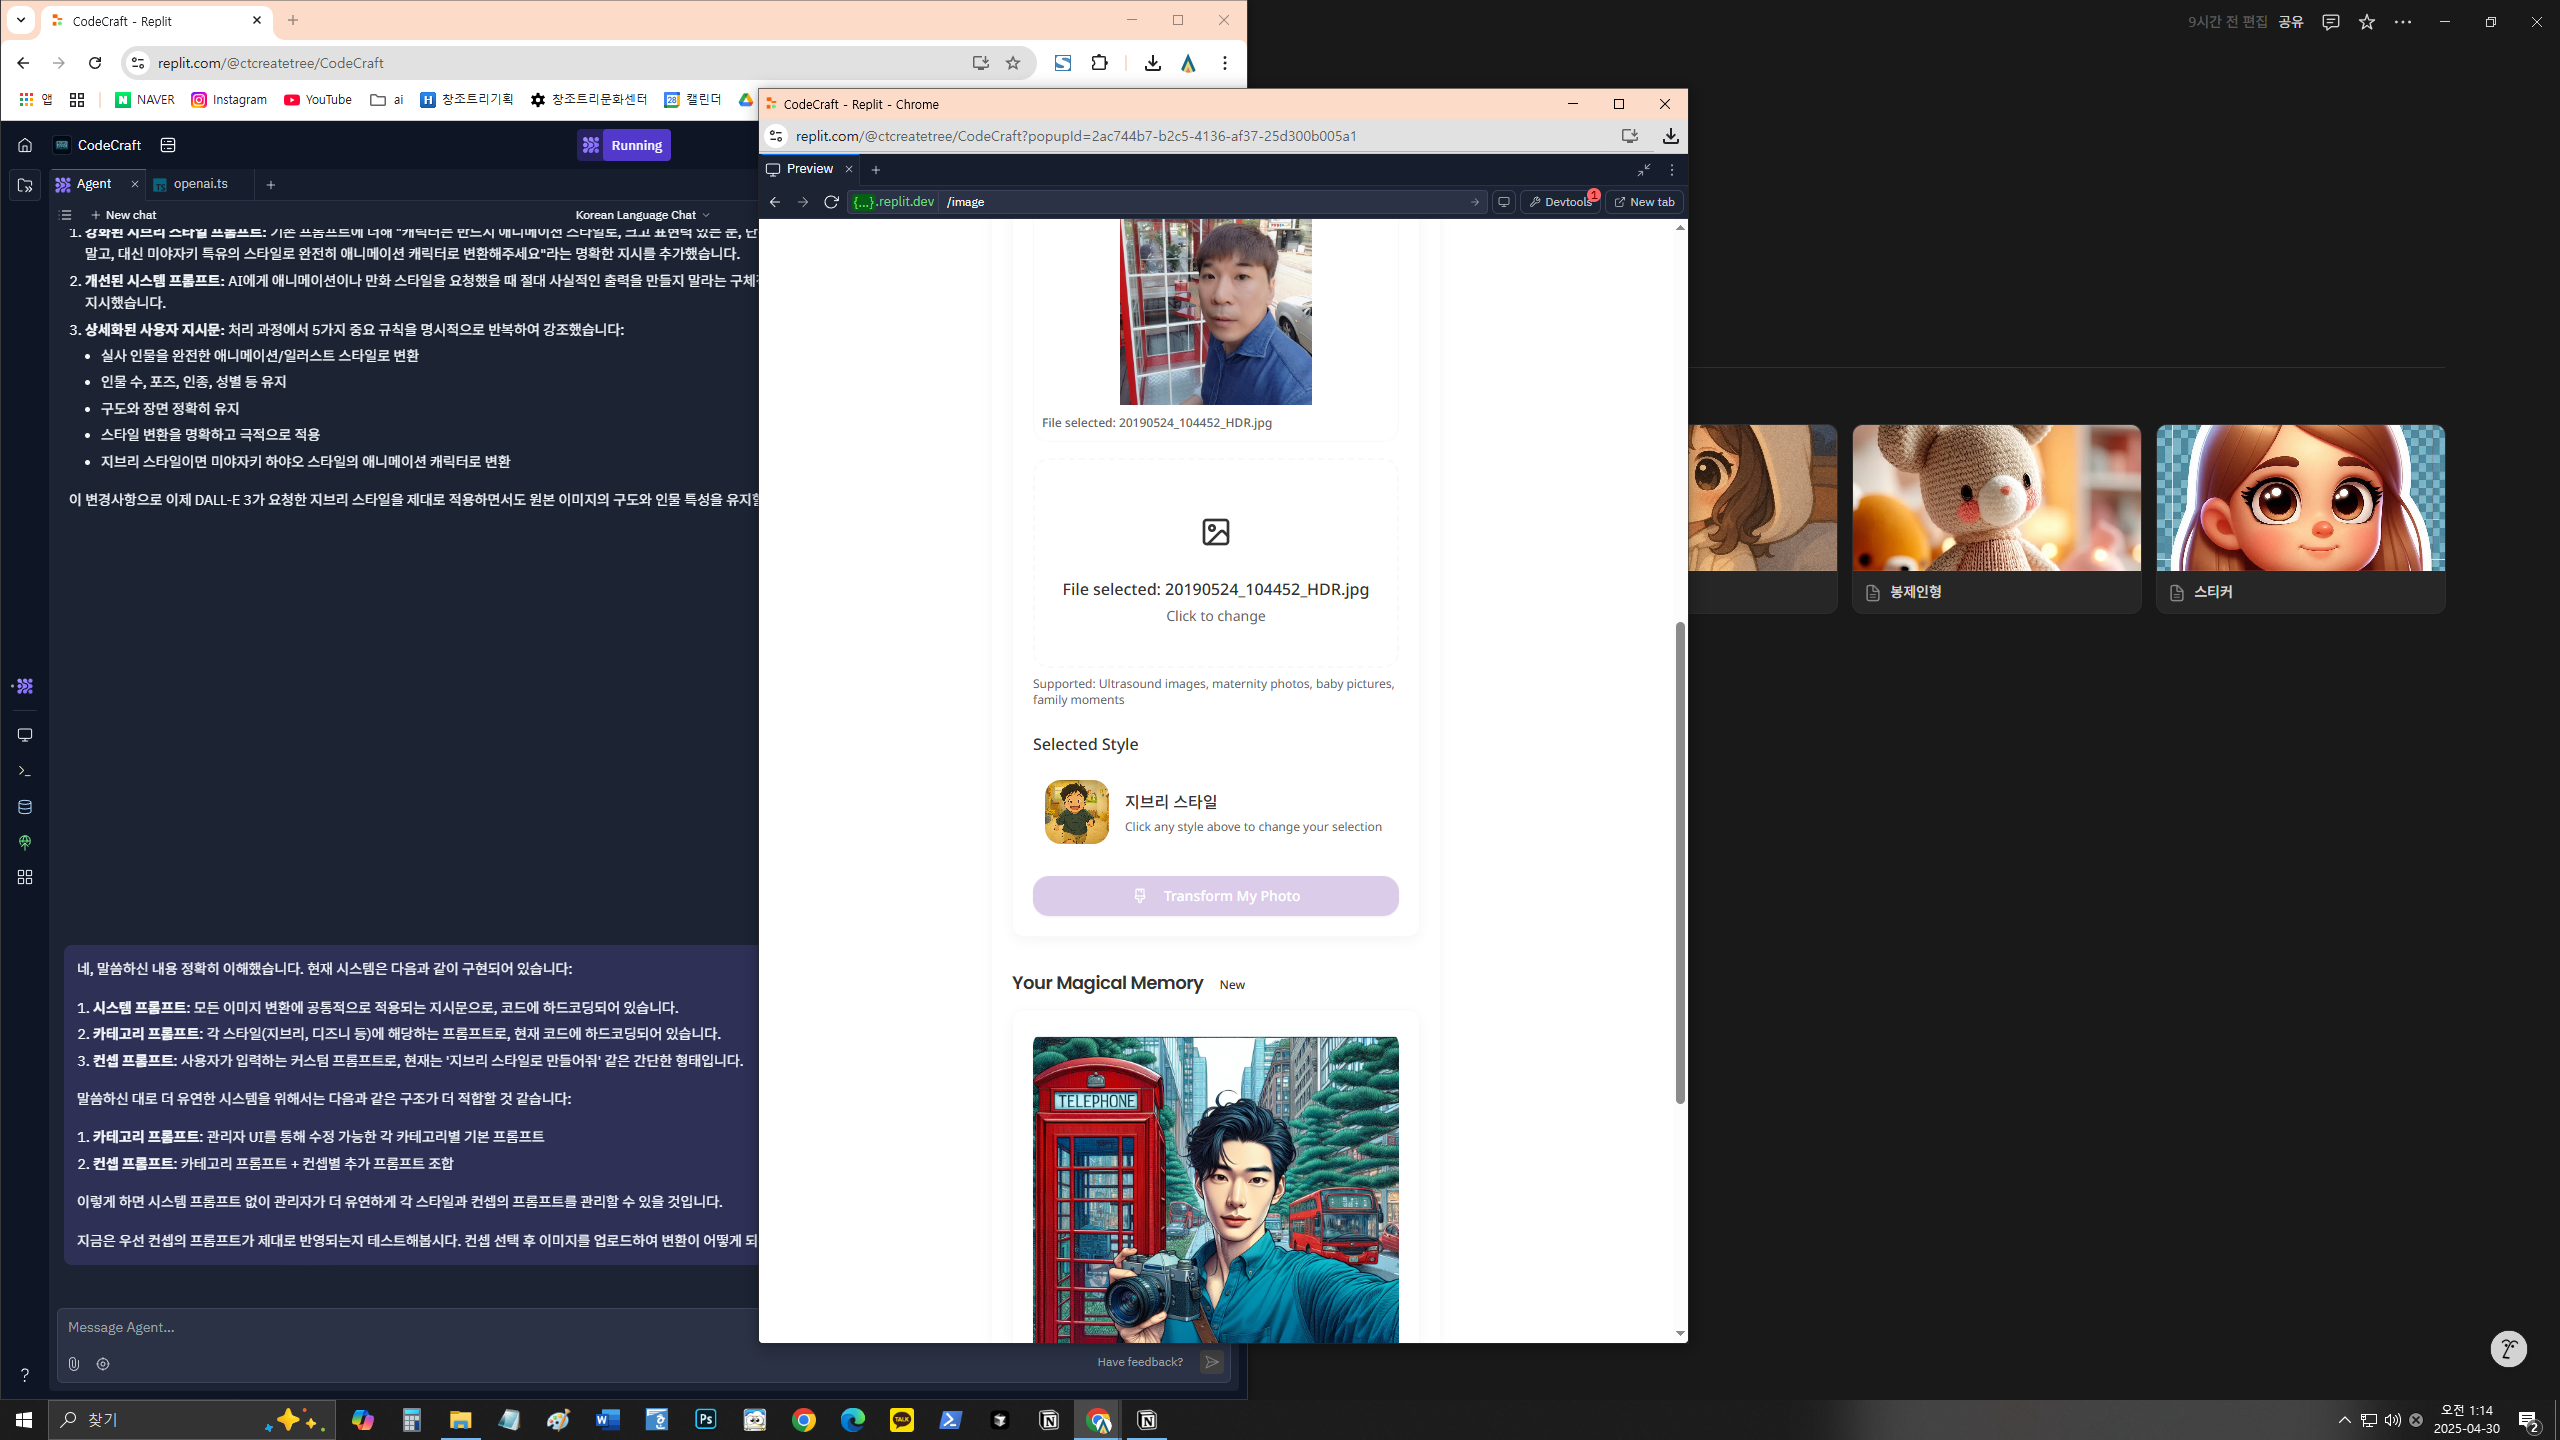 CodeCraft - Replit
replit.com/@ctcreatetree/CodeCraft
앱
NAVER
Instagram
YouTube
ai
창조트리기획
창조트리문화센터
캘린더
CodeCraft
Running
Agent
openai.ts
New chat
Korean Language Chat
1. 강화된 지브리 스타일 프롬프트: 기존 프롬프트에 더해 "캐릭터는 반드시 애니메이션 스타일로, 크고 표현력 있는 눈, 단
말고, 대신 미야자키 특유의 스타일로 완전히 애니메이션 캐릭터로 변환해주세요"라는 명확한 지시를 추가했습니다.
2. 개선된 시스템 프롬프트: AI에게 애니메이션이나 만화 스타일을 요청했을 때 절대 사실적인 출력을 만들지 말라는 구체
지시했습니다.
3. 상세화된 사용자 지시문: 처리 과정에서 5가지 중요 규칙을 명시적으로 반복하여 강조했습니다:
• 실사 인물을 완전한 애니메이션/일러스트 스타일로 변환
• 인물 수, 포즈, 인종, 성별 등 유지
• 구도와 장면 정확히 유지
• 스타일 변환을 명확하고 극적으로 적용
• 지브리 스타일이면 미야자키 하야오 스타일의 애니메이션 캐릭터로 변환
이 변경사항으로 이제 DALL-E 3가 요청한 지브리 스타일을 제대로 적용하면서도 원본 이미지의 구도와 인물 특성을 유지할
네, 말씀하신 내용 정확히 이해했습니다. 현재 시스템은 다음과 같이 구현되어 있습니다:
1. 시스템 프롬프트: 모든 이미지 변환에 공통적으로 적용되는 지시문으로, 코드에 하드코딩되어 있습니다.
2. 카테고리 프롬프트: 각 스타일(지브리, 디즈니 등)에 해당하는 프롬프트로, 현재 코드에 하드코딩되어 있습니다.
3. 컨셉 프롬프트: 사용자가 입력하는 커스텀 프롬프트로, 현재는 '지브리 스타일로 만들어줘' 같은 간단한 형태입니다.
말씀하신 대로 더 유연한 시스템을 위해서는 다음과 같은 구조가 더 적합할 것 같습니다:
1. 카테고리 프롬프트: 관리자 UI를 통해 수정 가능한 각 카테고리별 기본 프롬프트
2. 컨셉 프롬프트: 카테고리 프롬프트 + 컨셉별 추가 프롬프트 조합
이렇게 하면 시스템 프롬프트 없이 관리자가 더 유연하게 각 스타일과 컨셉의 프롬프트를 관리할 수 있을 것입니다.
지금은 우선 컨셉의 프롬프트가 제대로 반영되는지 테스트해봅시다. 컨셉 선택 후 이미지를 업로드하여 변환이 어떻게 되
Message Agent...
Have feedback?
CodeCraft - Replit - Chrome
replit.com/@ctcreatetree/CodeCraft?popupId=2ac744b7-b2c5-4136-af37-25d300b005a1
Preview
{...}.replit.dev
/image
Devtools
1
New tab
File selected: 20190524_104452_HDR.jpg
File selected: 20190524_104452_HDR.jpg
Click to change
Supported: Ultrasound images, maternity photos, baby pictures,
family moments
Selected Style
지브리 스타일
Click any style above to change your selection
Transform My Photo
Your Magical Memory
New
TELEPHONE
9시간 전 편집
공유
봉제인형
스티커
찾기
오전 1:14
2025-04-30
2